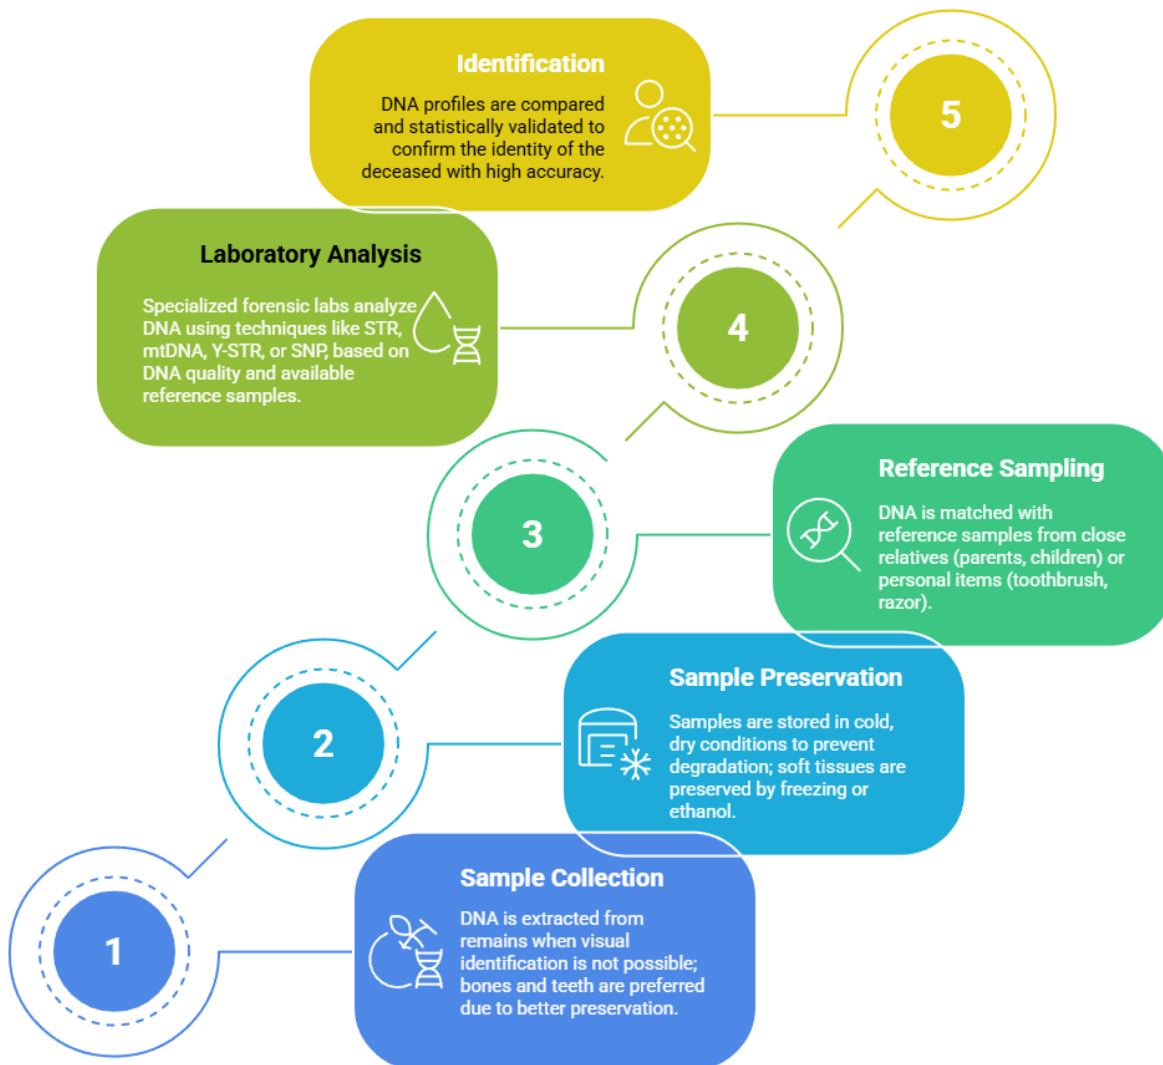 Identification
DNA profiles are compared
and statistically validated to
confirm the identity of the
deceased with high accuracy.
5
Laboratory Analysis
Specialized forensic labs analyze
DNA using techniques like STR,
mtDNA, Y-STR, or SNP, based on
DNA quality and available
reference samples.
4
Reference Sampling
DNA is matched with
reference samples from close
relatives (parents, children) or
personal items (toothbrush,
razor).
3
Sample Preservation
Samples are stored in cold,
dry conditions to prevent
degradation; soft tissues are
preserved by freezing or
ethanol.
2
Sample Collection
DNA is extracted from
remains when visual
identification is not possible;
bones and teeth are preferred
due to better preservation.
1